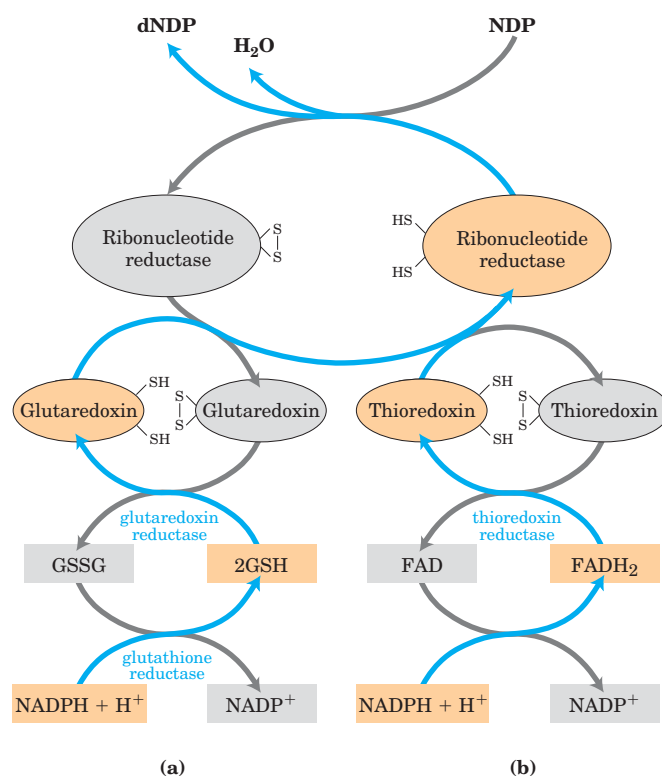 dNDP
H₂O
NDP
Ribonucleotide
reductase
S
S
HS
HS
Ribonucleotide
reductase
Glutaredoxin
SH
SH
S
S
Glutaredoxin
Thioredoxin
SH
SH
S
S
Thioredoxin
glutaredoxin
reductase
thioredoxin
reductase
GSSG
2GSH
FAD
FADH₂
glutathione
reductase
NADPH + H⁺
NADP⁺
NADPH + H⁺
NADP⁺
(a)
(b)